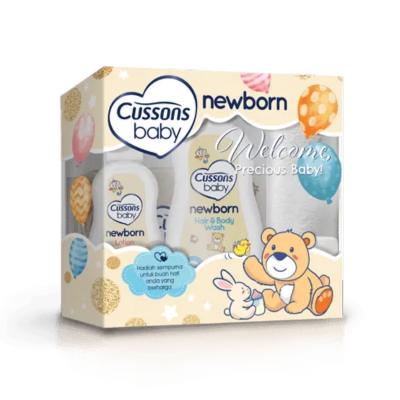 Cussons
baby
newborn
Welcome,
Precious Baby!
Cussons
baby
newborn
Lotion
Cussons
baby
newborn
Hair & Body
Wash
Hadiah sempurna
untuk buah hati
anda yang
berharga